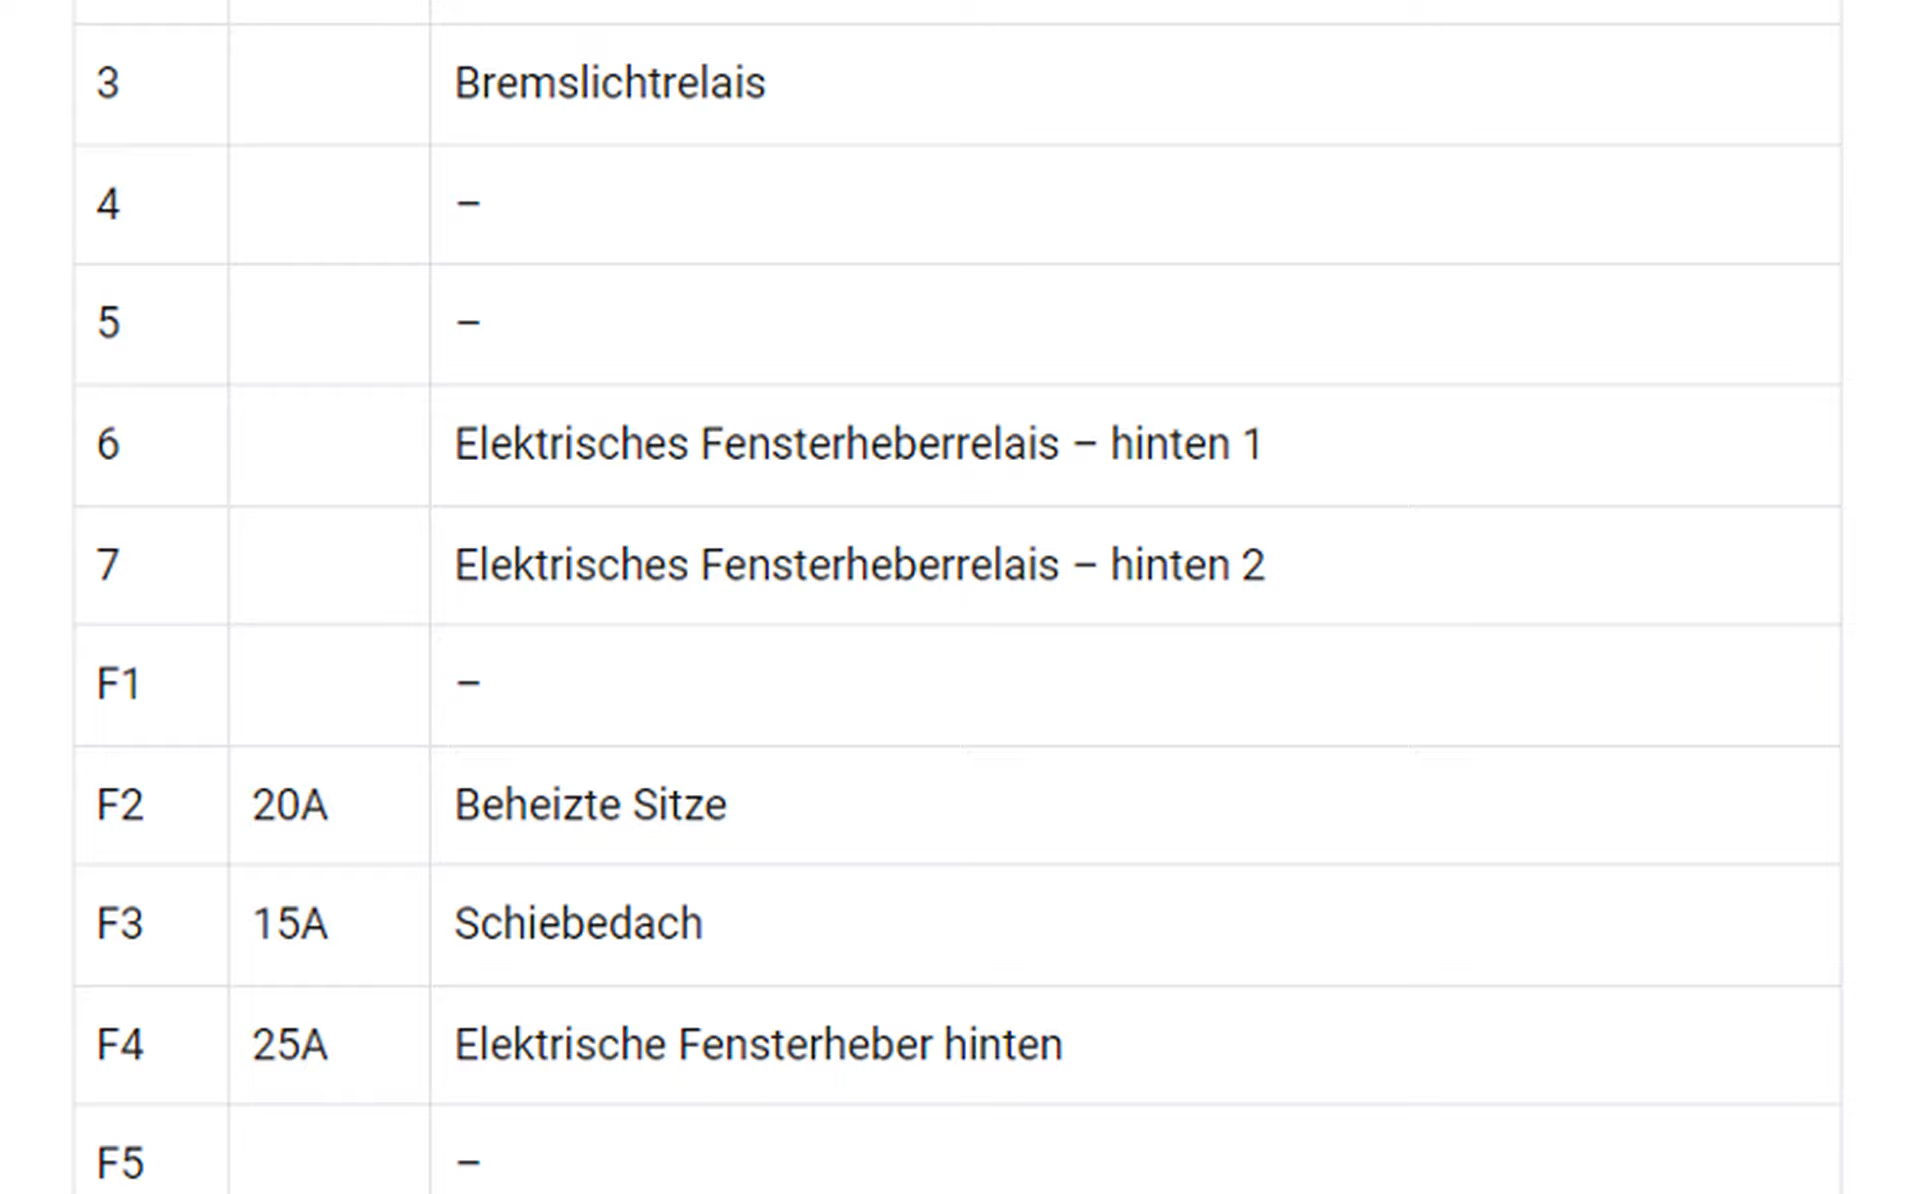 3 Bremslichtrelais
4 –
5 –
6 Elektrisches Fensterheberrelais – hinten 1
7 Elektrisches Fensterheberrelais – hinten 2
F1 –
F2 20A Beheizte Sitze
F3 15A Schiebedach
F4 25A Elektrische Fensterheber hinten
F5 –